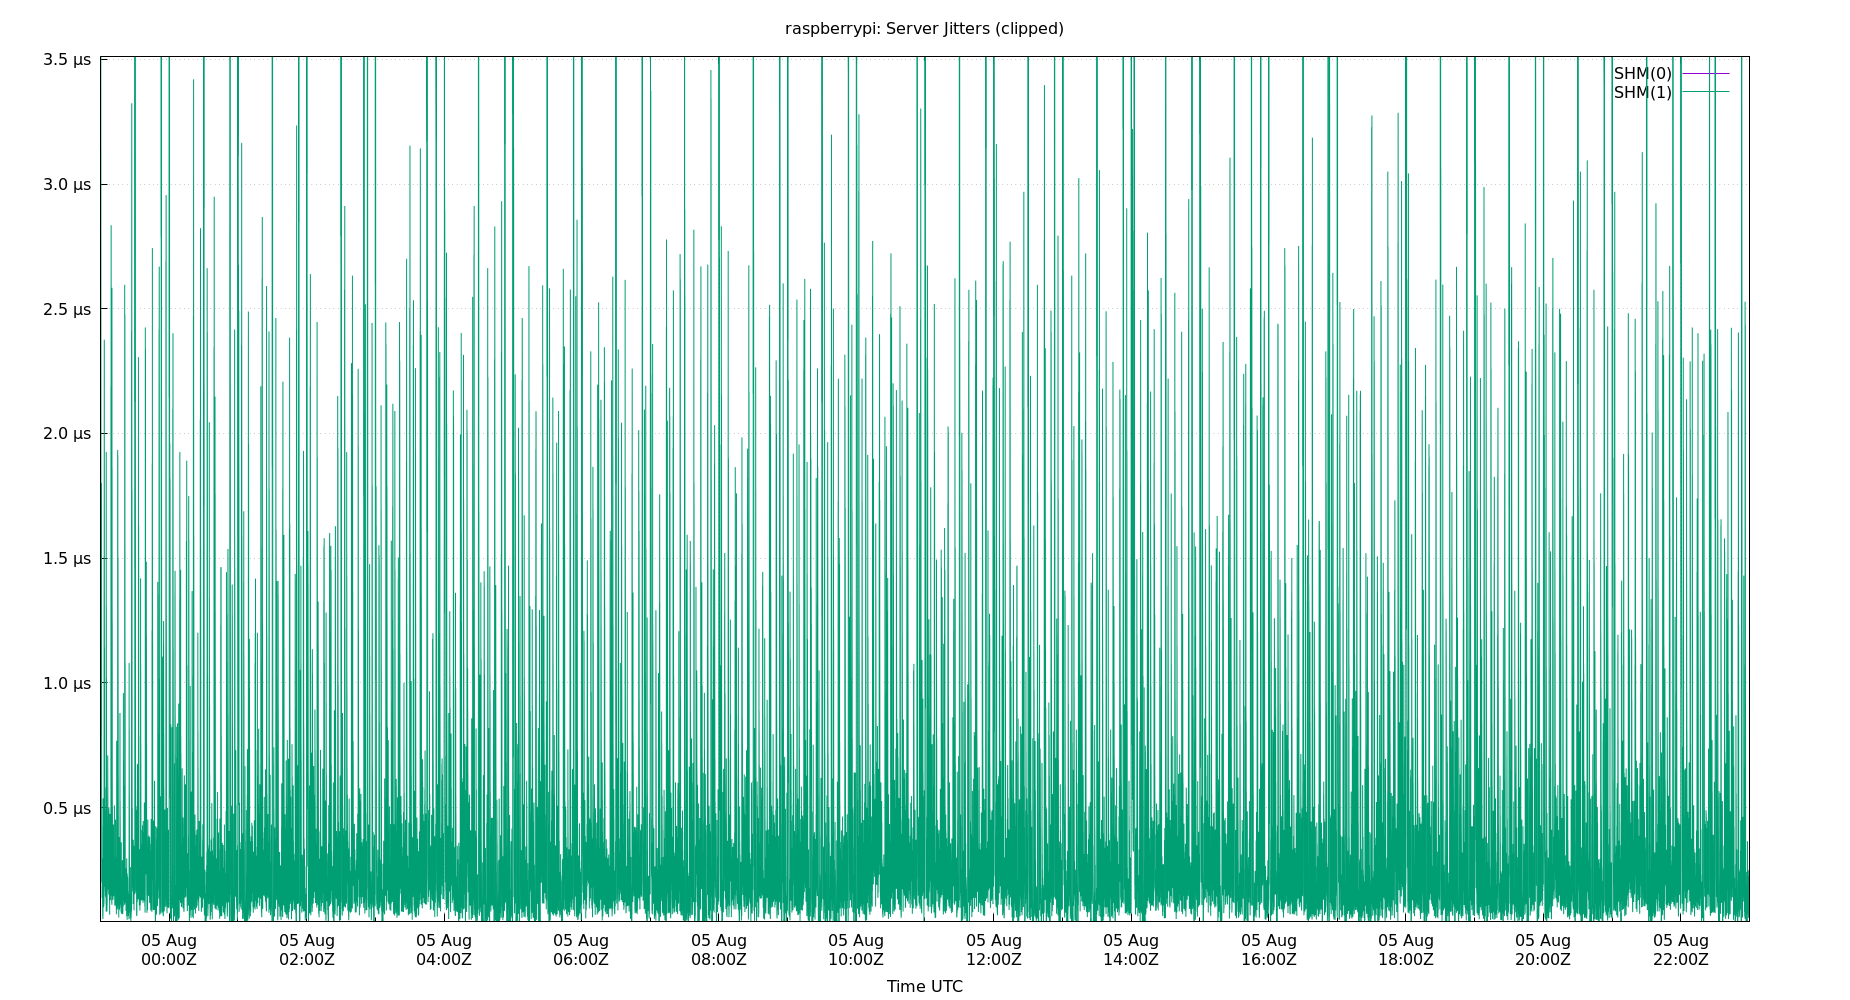 raspberrypi: Server Jitters (clipped)
3.5 μs
3.0 μs
2.5 μs
2.0 μs
1.5 μs
1.0 μs
0.5 μs
SHM(0)
SHM(1)
05 Aug 05 Aug 05 Aug 05 Aug 05 Aug 05 Aug 05 Aug 05 Aug 05 Aug 05 Aug 05 Aug 05 Aug
00:00Z 02:00Z 04:00Z 06:00Z 08:00Z 10:00Z 12:00Z 14:00Z 16:00Z 18:00Z 20:00Z 22:00Z
Time UTC